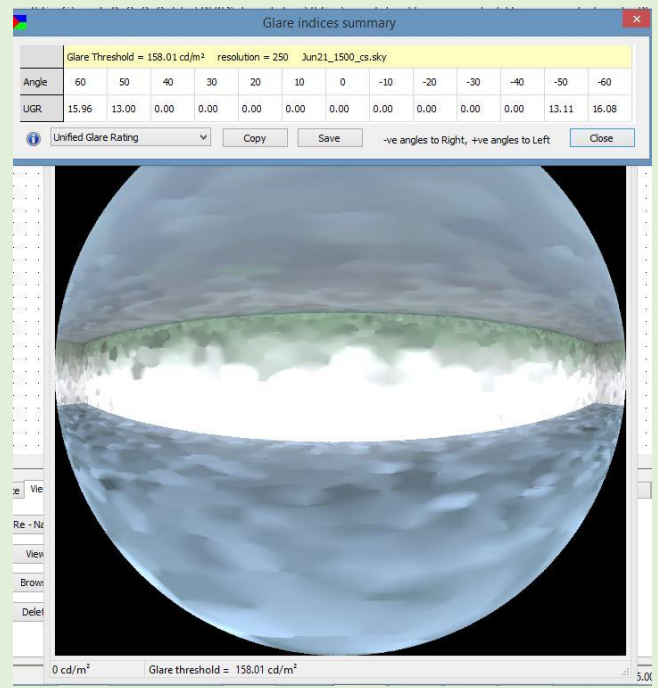 Glare indices summary
Glare Threshold = 158.01 cd/m² resolution = 250 Jun21_1500_cs.sky
Angle 60 50 40 30 20 10 0 -10 -20 -30 -40 -50 -60
UGR 15.96 13.00 0.00 0.00 0.00 0.00 0.00 0.00 0.00 0.00 0.00 13.11 16.08
Unified Glare Rating Copy Save -ve angles to Right, +ve angles to Left Close
Vie
Re - Na
View
Brows
Delet
0 cd/m² Glare threshold = 158.01 cd/m²
5.00